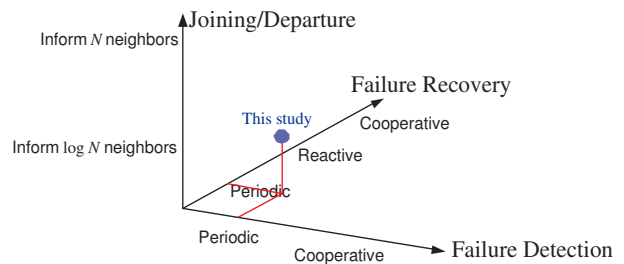 Joining/Departure
Inform N neighbors
Failure Recovery
Cooperative
This study
Inform log N neighbors
Reactive
Periodic
Periodic
Cooperative
Failure Detection